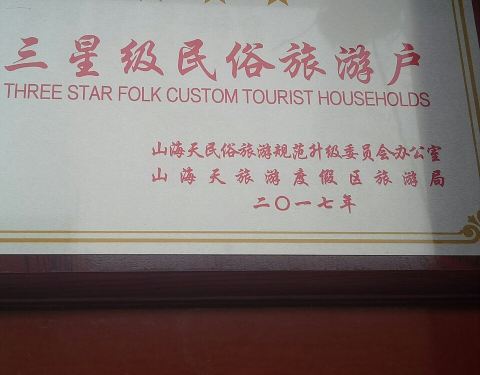 三星级民俗旅游户
THREE STAR FOLK CUSTOM TOURIST HOUSEHOLDS
山海天民俗旅游规范升级委员会办公室
山海天旅游度假区旅游局
二〇一七年